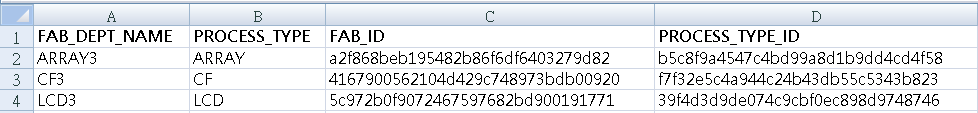 A B C D
1 FAB_DEPT_NAME PROCESS_TYPE FAB_ID PROCESS_TYPE_ID
2 ARRAY3 ARRAY a2f868beb195482b86f6df6403279d82 b5c8f9a4547c4bd99a8d1b9dd4cd4f58
3 CF3 CF 4167900562104d429c748973bdb00920 f7f32e5c4a944c24b43db55c5343b823
4 LCD3 LCD 5c972b0f9072467597682bd900191771 39f4d3d9de074c9cbf0ec898d9748746